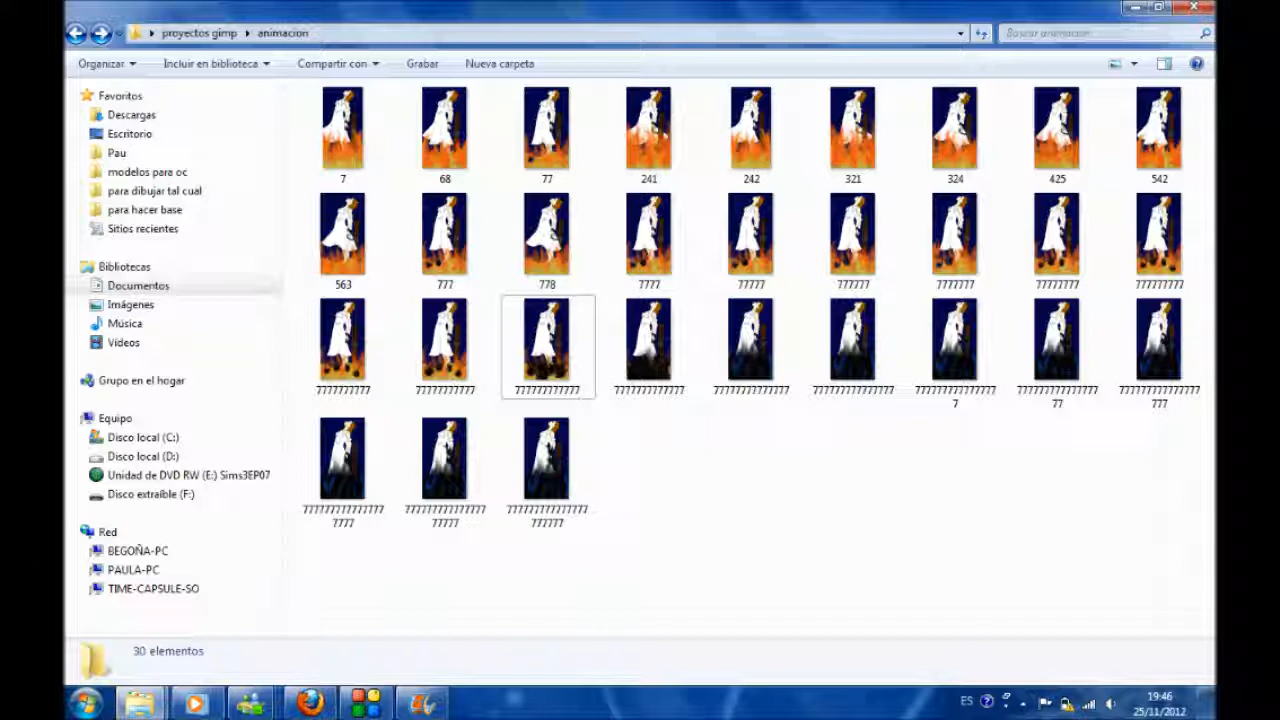 proyectos gimp
animacion
Buscar animacion
Organizar
Incluir en biblioteca
Compartir con
Grabar
Nueva carpeta
Favoritos
Descargas
Escritorio
Pau
modelos para oc
para dibujar tal cual
para hacer base
Sitios recientes
Bibliotecas
Documentos
Imágenes
Música
Vídeos
Grupo en el hogar
Equipo
Disco local (C:)
Disco local (D:)
Unidad de DVD RW (E:) Sims3EP07
Disco extraíble (F:)
Red
BEGOÑA-PC
PAULA-PC
TIME-CAPSULE-SO
7 68 77 241 242 321 324 425 542
563 777 778 7777 77777 777777 7777777 77777777 777777777
7777777777 77777777777 777777777777
30 elementos
ES
19:46
25/11/2012